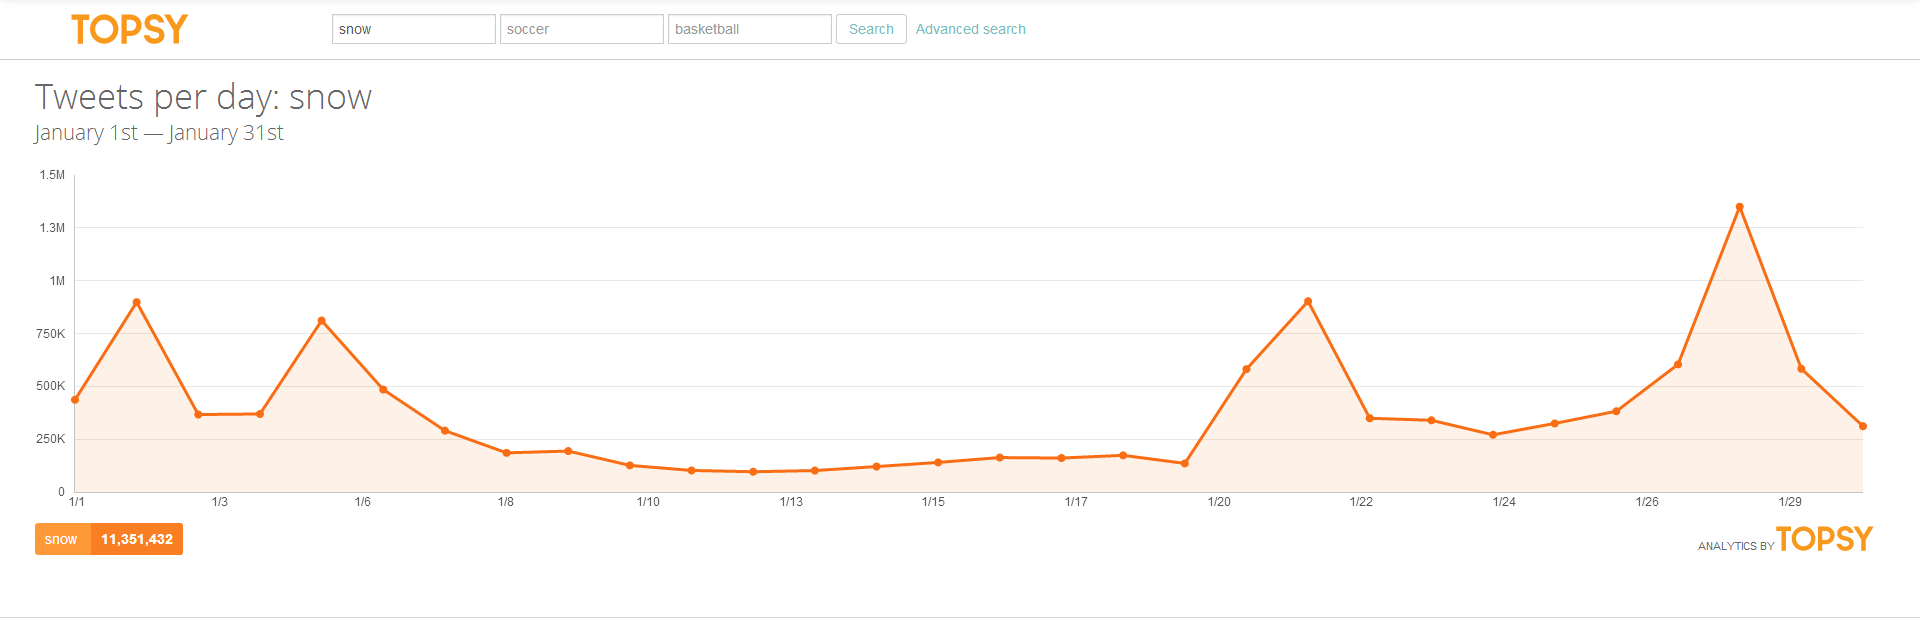 TOPSY snow soccer basketball Search Advanced search
Tweets per day: snow
January 1st — January 31st
1.5M
1.3M
1M
750K
500K
250K
0
1/1 1/3 1/6 1/8 1/10 1/13 1/15 1/17 1/20 1/22 1/24 1/26 1/29
snow 11,351,432
ANALYTICS BY TOPSY